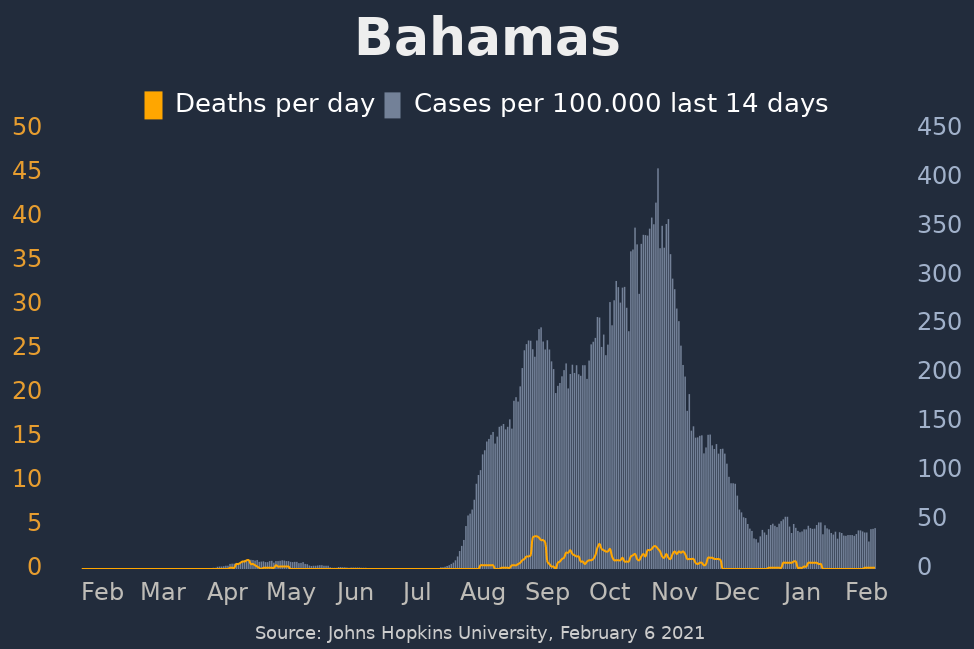 Bahamas
Deaths per day Cases per 100.000 last 14 days
50 450
45 400
40 350
35 300
30 250
25 200
20 150
15 100
10 50
5 0
0
Feb Mar Apr May Jun Jul Aug Sep Oct Nov Dec Jan Feb
Source: Johns Hopkins University, February 6 2021